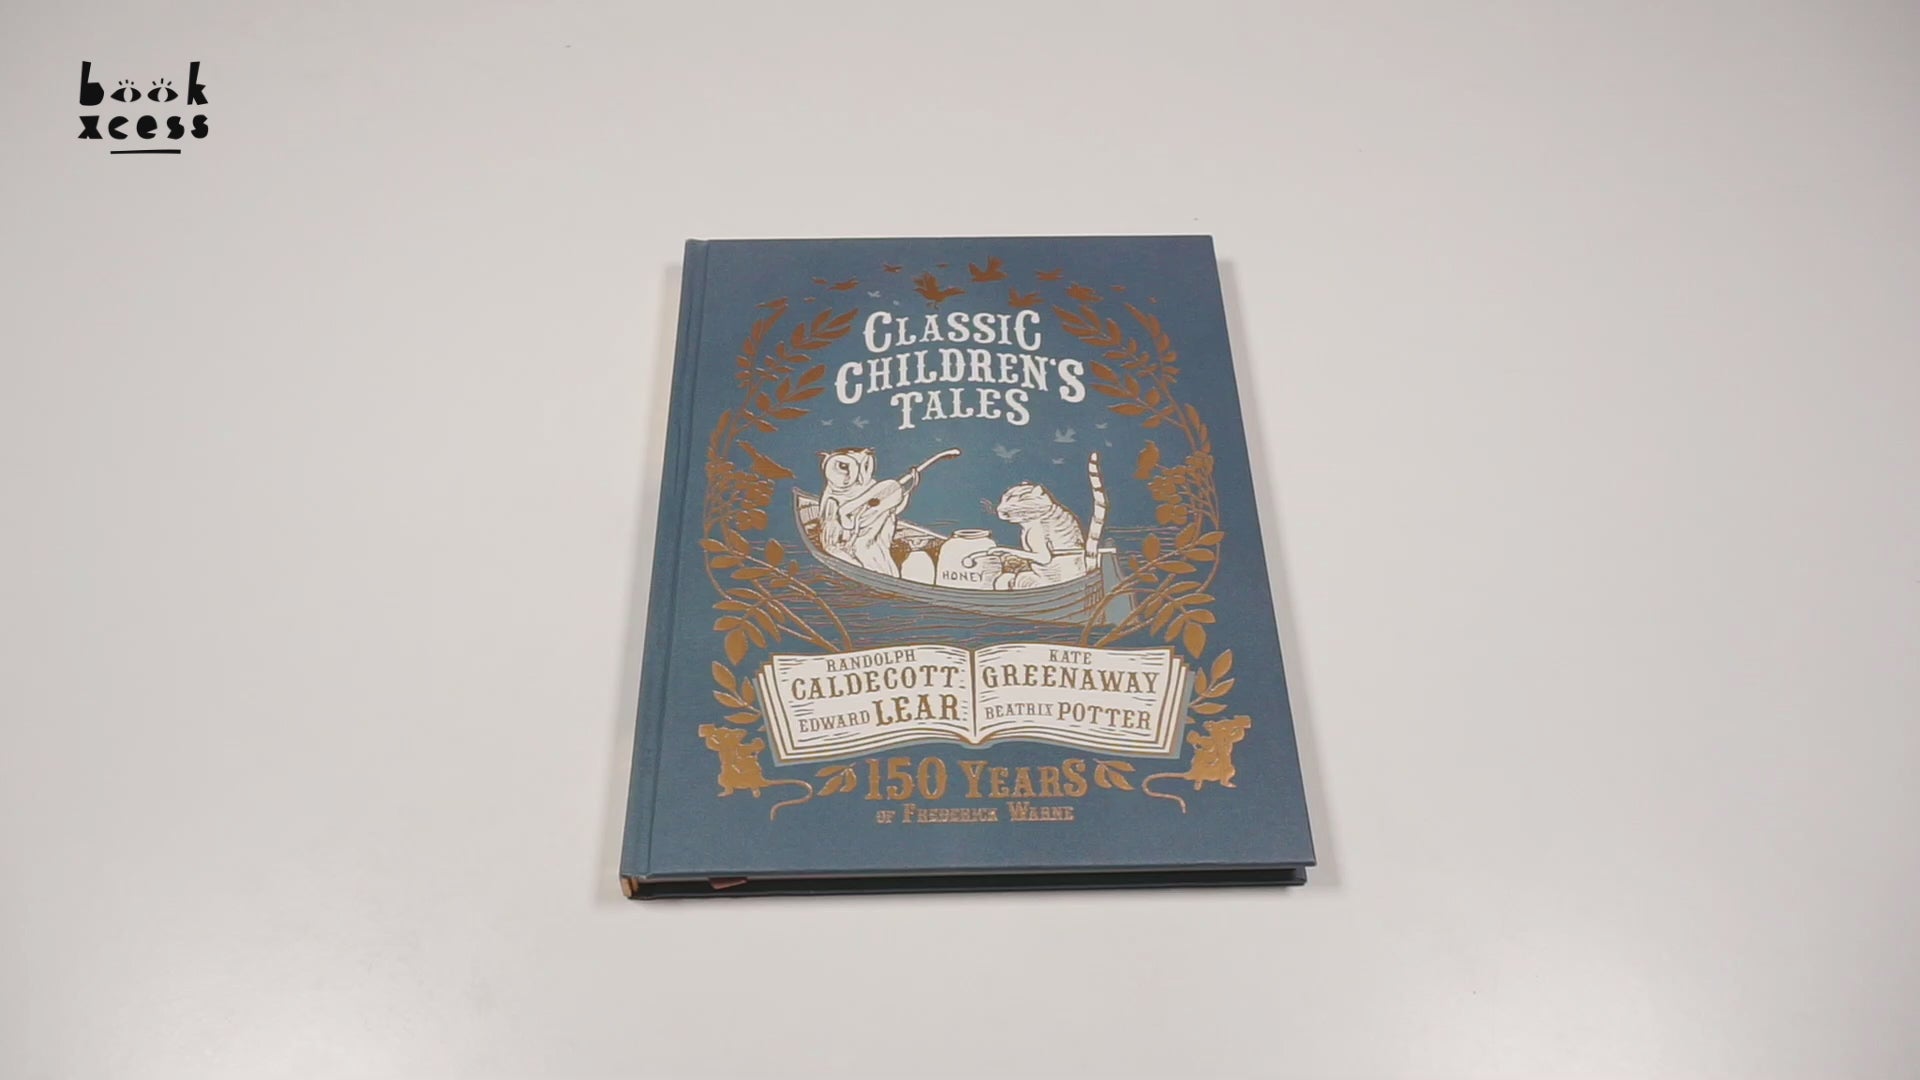 book
xcess
CLASSIC
CHILDREN'S
TALES
HONEY
RANDOLPH
CALDECOTT
EDWARD LEAR
KATE
GREENAWAY
BEATRIX POTTER
150 YEARS
OF FREDERICK WARNE